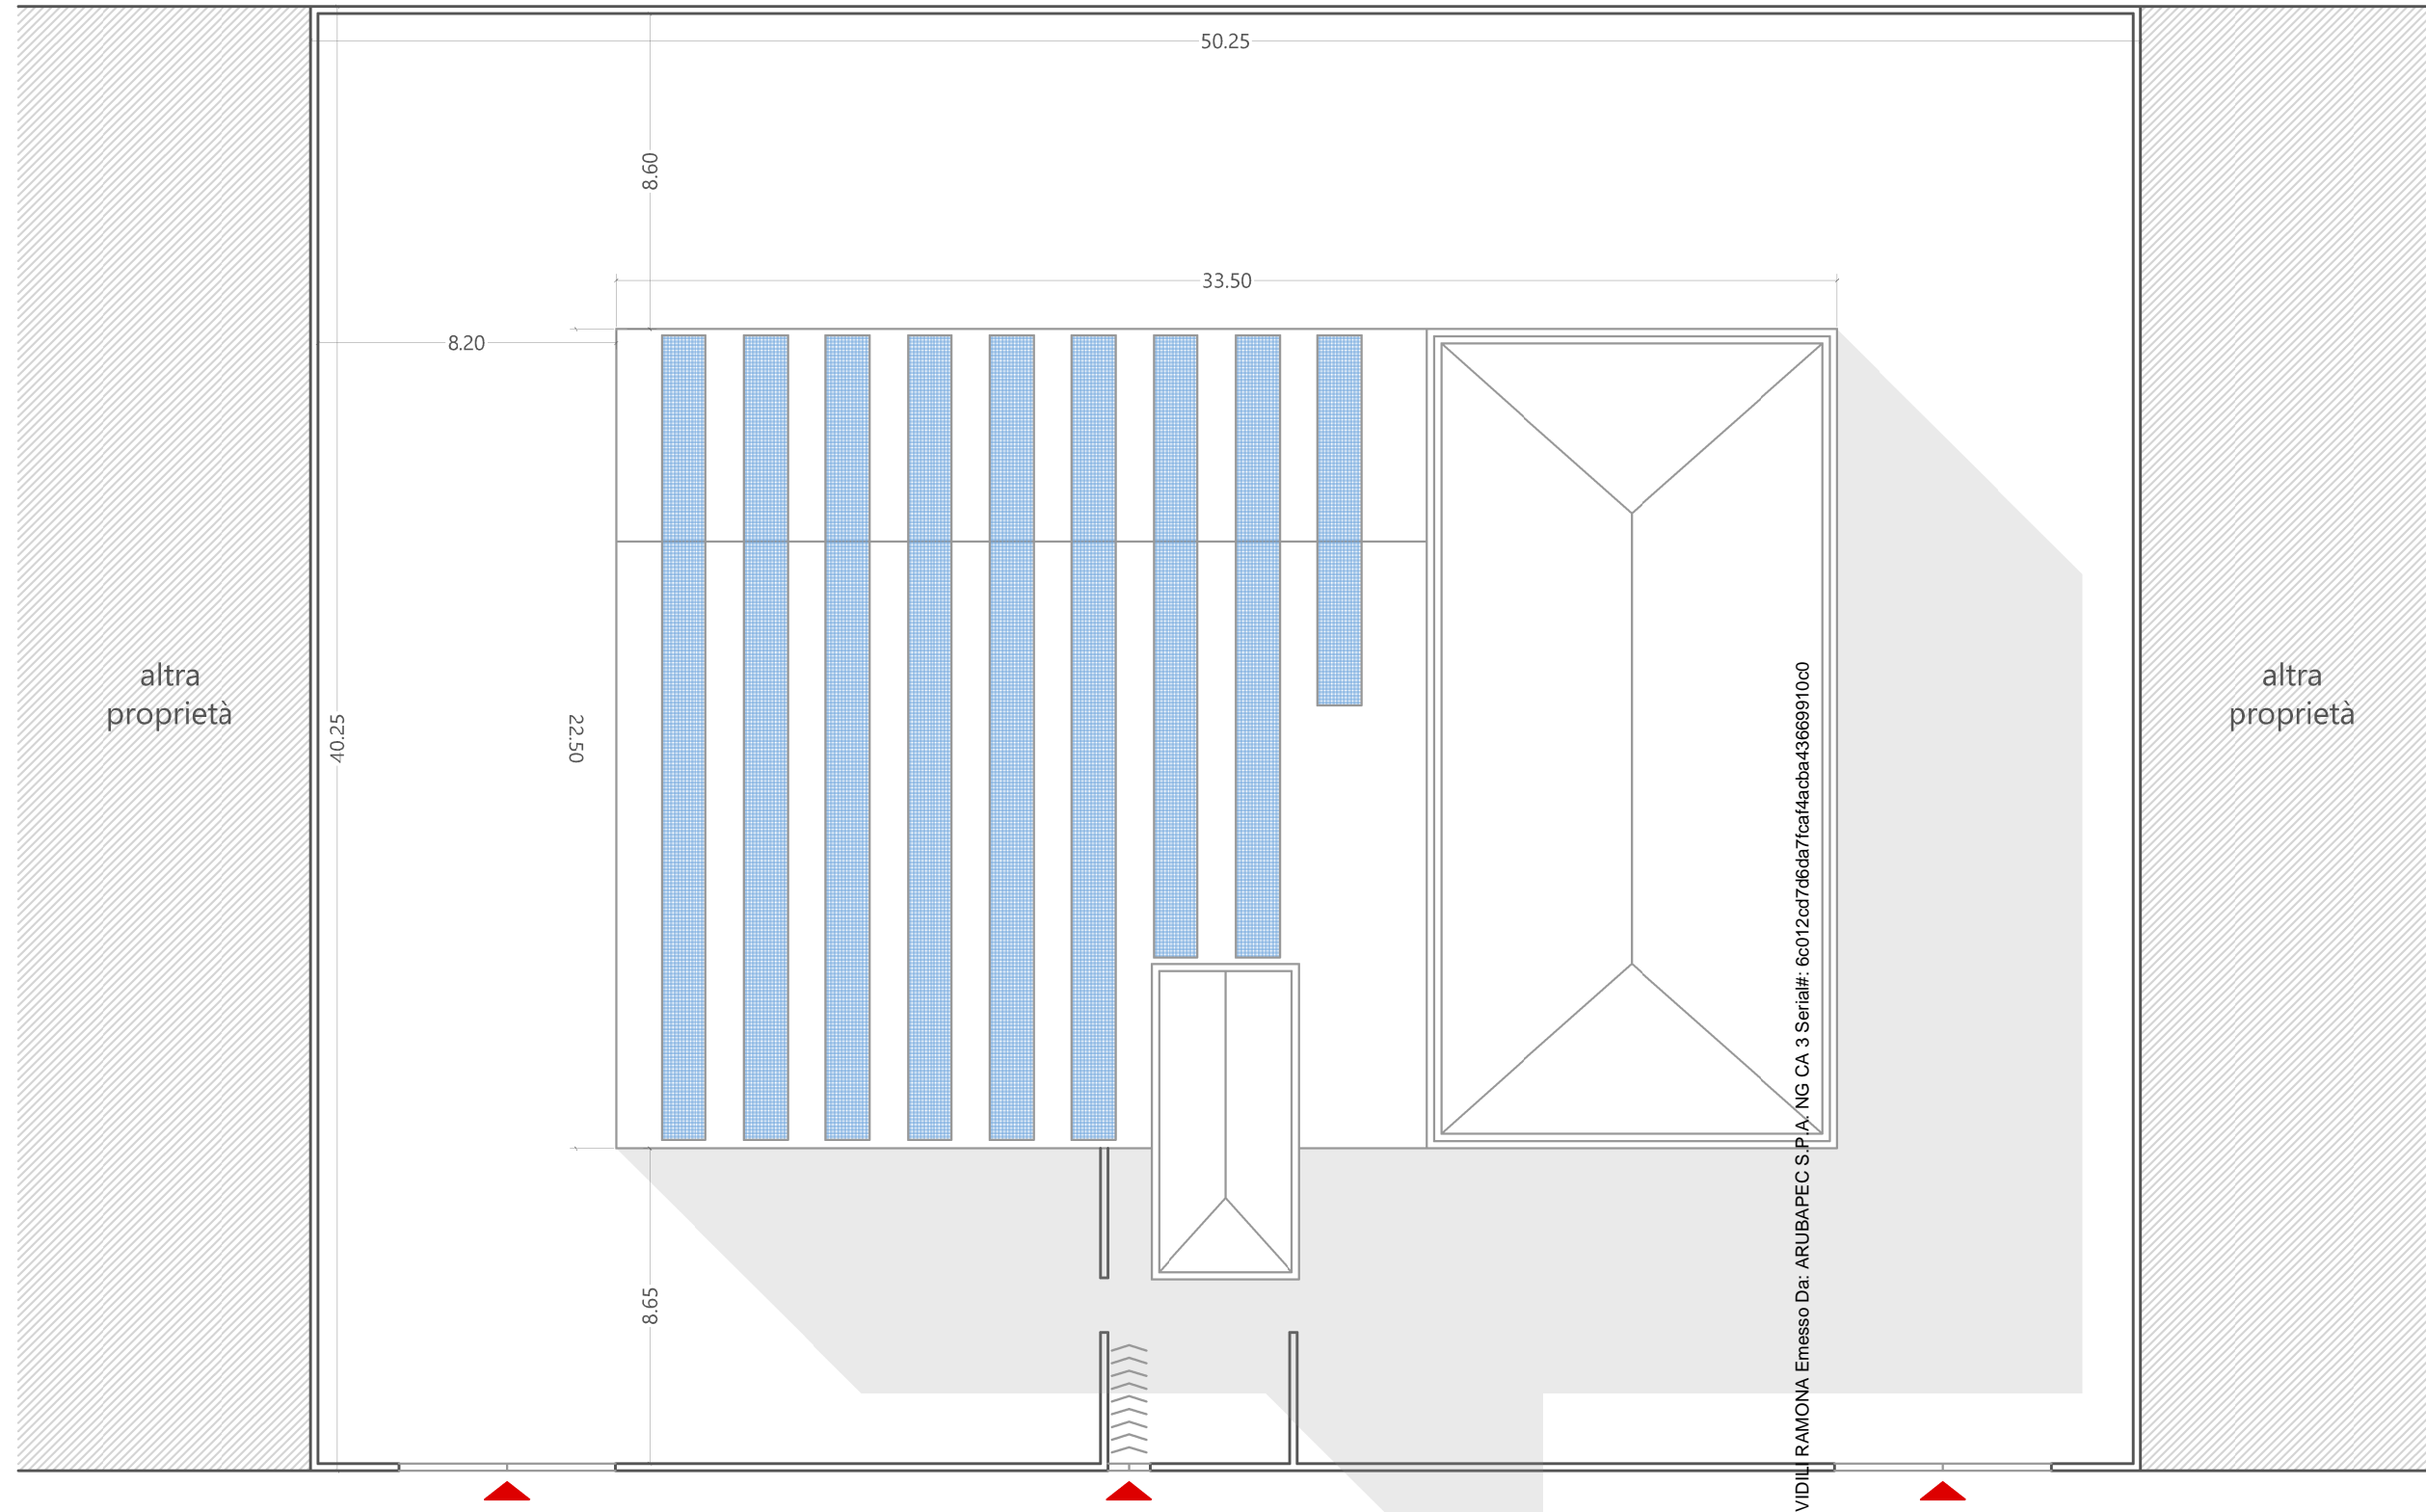 50.25
8.60
33.50
8.20
altra
proprietà
altra
proprietà
40.25
22.50
8.65
VIDILI RAMONA Emesso Da: ARUBAPEC S.P.A. NG CA 3 Serial#: 6c012cd7d6da7fcaf4acba43669910c0